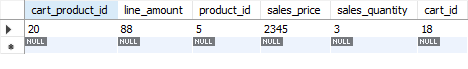 cart_product_id line_amount product_id sales_price sales_quantity cart_id
20 88 5 2345 3 18
NULL NULL NULL NULL NULL NULL